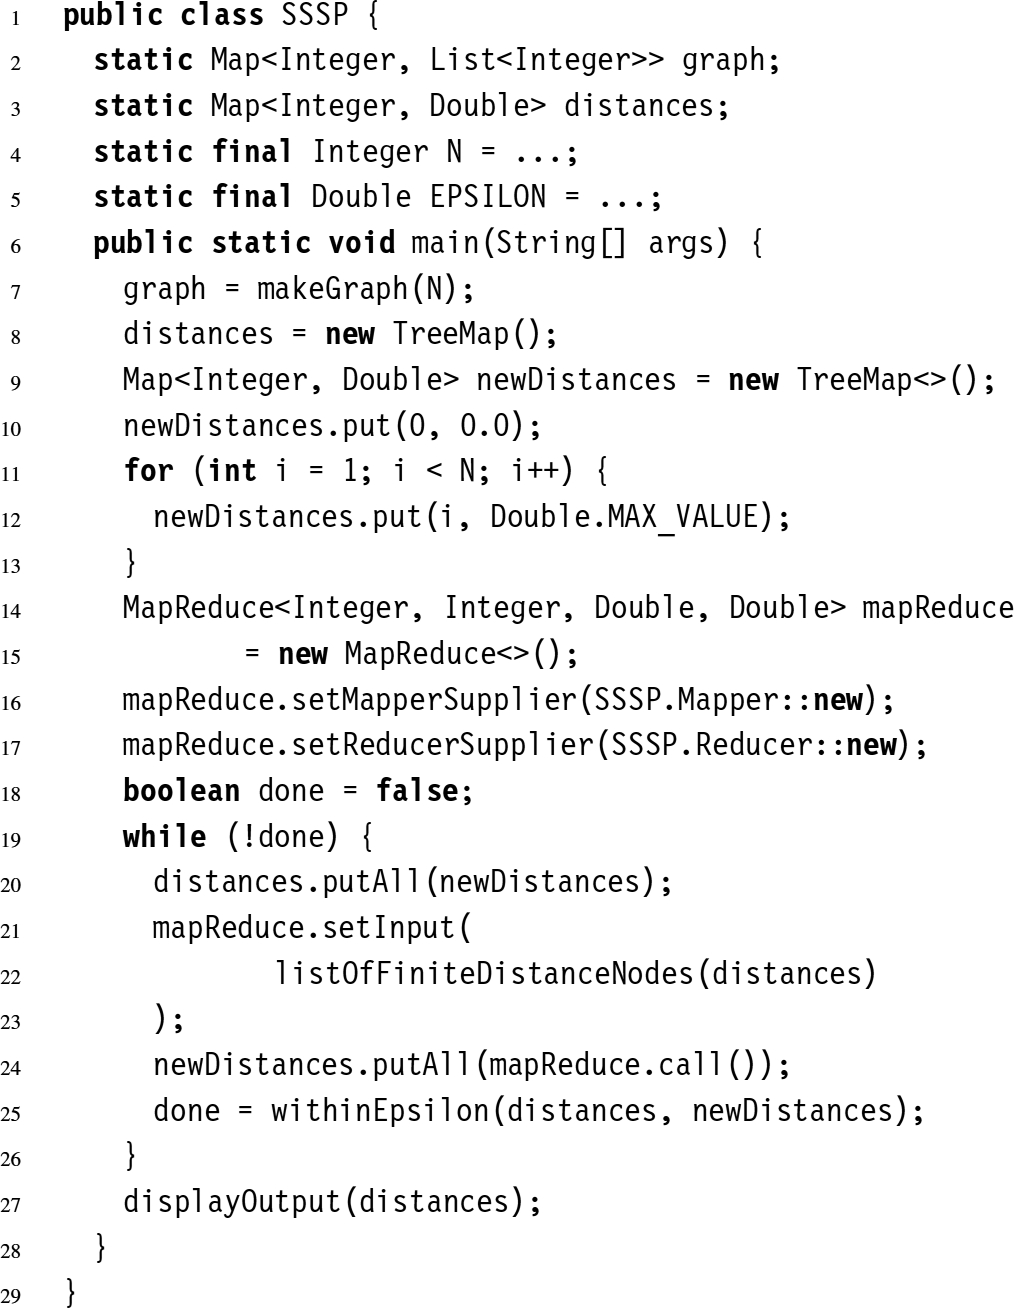 1 public class SSSP {
2 static Map<Integer, List<Integer>> graph;
3 static Map<Integer, Double> distances;
4 static final Integer N = ...;
5 static final Double EPSILON = ...;
6 public static void main(String[] args) {
7 graph = makeGraph(N);
8 distances = new TreeMap();
9 Map<Integer, Double> newDistances = new TreeMap<>();
10 newDistances.put(0, 0.0);
11 for (int i = 1; i < N; i++) {
12 newDistances.put(i, Double.MAX_VALUE);
13 }
14 MapReduce<Integer, Integer, Double, Double> mapReduce
15 = new MapReduce<>();
16 mapReduce.setMapperSupplier(SSSP.Mapper::new);
17 mapReduce.setReducerSupplier(SSSP.Reducer::new);
18 boolean done = false;
19 while (!done) {
20 distances.putAll(newDistances);
21 mapReduce.setInput(
22 listOfFiniteDistanceNodes(distances)
23 );
24 newDistances.putAll(mapReduce.call());
25 done = withinEpsilon(distances, newDistances);
26 }
27 displayOutput(distances);
28 }
29 }